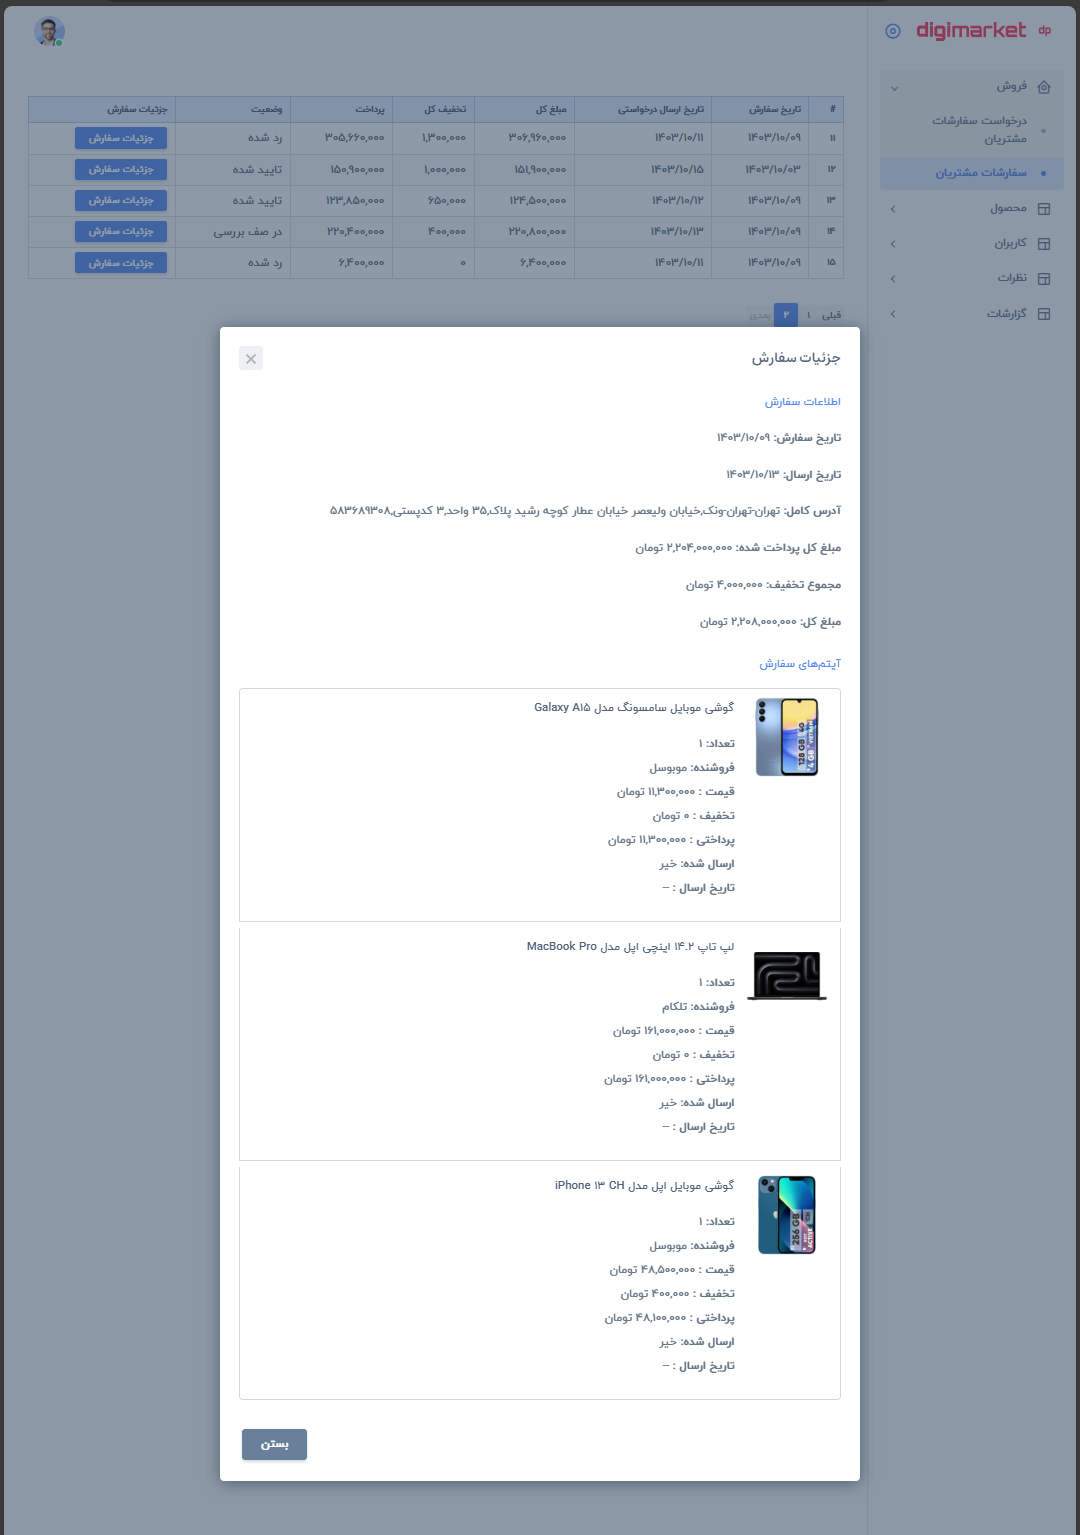 digimarket
dp
فروش
درخواست سفارشات
مشتریان
سفارشات مشتریان
محصول
کاربران
نظرات
گزارشات
# تاریخ سفارش تاریخ ارسال درخواستی مبلغ کل تخفیف کل پرداخت وضعیت جزئیات سفارش
۱۱ ۱۴۰۳/۱۰/۰۹ ۱۴۰۳/۱۰/۱۱ ۳۰۶,۹۶۰,۰۰۰ ۱,۳۰۰,۰۰۰ ۳۰۵,۶۶۰,۰۰۰ رد شده جزئیات سفارش
۱۲ ۱۴۰۳/۱۰/۰۳ ۱۴۰۳/۱۰/۱۵ ۱۵۱,۹۰۰,۰۰۰ ۱,۰۰۰,۰۰۰ ۱۵۰,۹۰۰,۰۰۰ تایید شده جزئیات سفارش
۱۳ ۱۴۰۳/۱۰/۰۹ ۱۴۰۳/۱۰/۱۲ ۱۲۴,۵۰۰,۰۰۰ ۶۵۰,۰۰۰ ۱۲۳,۸۵۰,۰۰۰ تایید شده جزئیات سفارش
۱۴ ۱۴۰۳/۱۰/۰۹ ۱۴۰۳/۱۰/۱۳ ۲۲۰,۸۰۰,۰۰۰ ۴۰۰,۰۰۰ ۲۲۰,۴۰۰,۰۰۰ در صف بررسی جزئیات سفارش
۱۵ ۱۴۰۳/۱۰/۰۹ ۱۴۰۳/۱۰/۱۱ ۶,۴۰۰,۰۰۰ ۰ ۶,۴۰۰,۰۰۰ رد شده جزئیات سفارش
قبلی ۱ ۲ بعدی
جزئیات سفارش
اطلاعات سفارش
تاریخ سفارش: ۱۴۰۳/۱۰/۰۹
تاریخ ارسال: ۱۴۰۳/۱۰/۱۳
آدرس کامل: تهران-تهران-ونک,خیابان ولیعصر خیابان عطار کوچه رشید پلاک,۳۵ واحد,۳ کدپستی,۵۸۳۶۸۹۳۰۸
مبلغ کل پرداخت شده: ۲,۲۰۴,۰۰۰,۰۰۰ تومان
مجموع تخفیف: ۴,۰۰۰,۰۰۰ تومان
مبلغ کل: ۲,۲۰۸,۰۰۰,۰۰۰ تومان
آیتم‌های سفارش
گوشی موبایل سامسونگ مدل Galaxy A۱۵
128 GB 4G
4 GB
تعداد: ۱
فروشنده: موبوسل
قیمت : ۱۱,۳۰۰,۰۰۰ تومان
تخفیف : ۰ تومان
پرداختی : ۱۱,۳۰۰,۰۰۰ تومان
ارسال شده: خیر
تاریخ ارسال : --
لپ تاپ ۱۴.۲ اینچی اپل مدل MacBook Pro
تعداد: ۱
فروشنده: تلکام
قیمت : ۱۶۱,۰۰۰,۰۰۰ تومان
تخفیف : ۰ تومان
پرداختی : ۱۶۱,۰۰۰,۰۰۰ تومان
ارسال شده: خیر
تاریخ ارسال : --
گوشی موبایل اپل مدل iPhone ۱۳ CH
256 GB CH
NOT ACTIVE
تعداد: ۱
فروشنده: موبوسل
قیمت : ۴۸,۵۰۰,۰۰۰ تومان
تخفیف : ۴۰۰,۰۰۰ تومان
پرداختی : ۴۸,۱۰۰,۰۰۰ تومان
ارسال شده: خیر
تاریخ ارسال : --
بستن